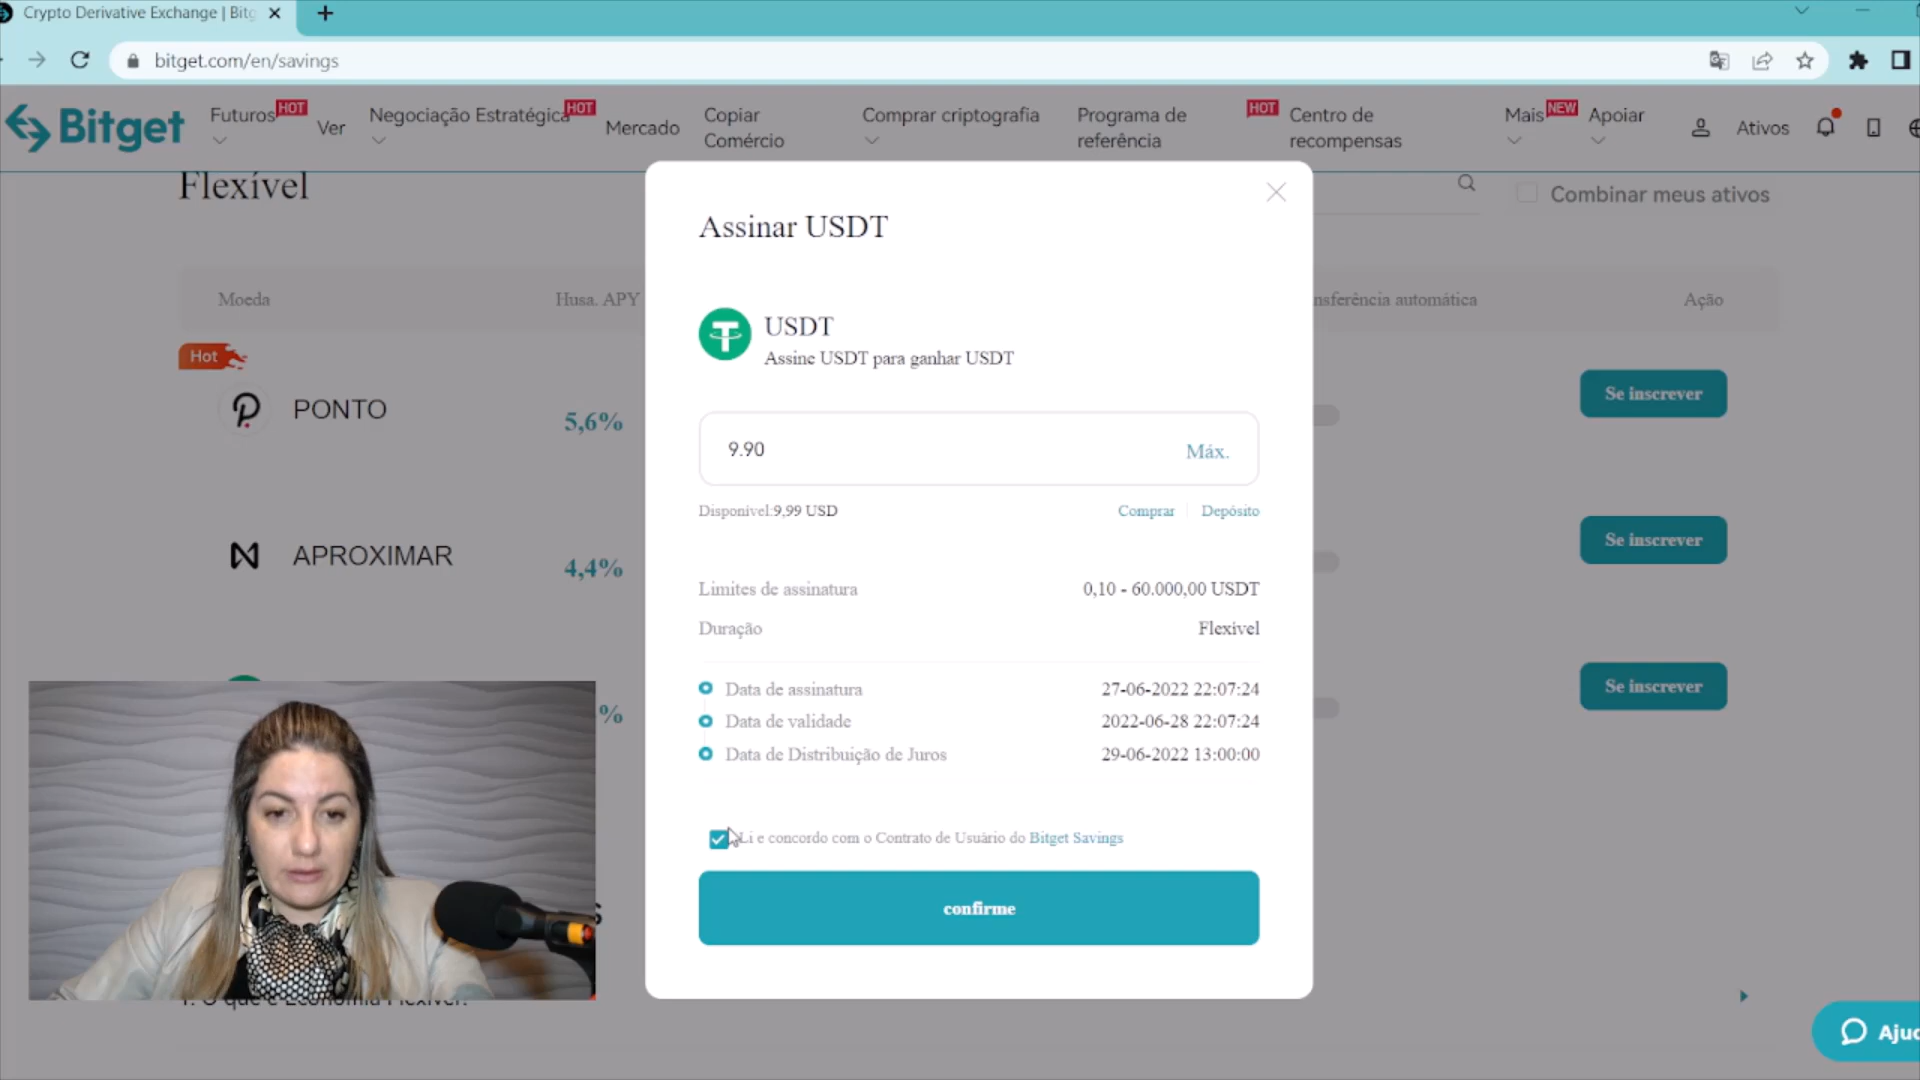 Crypto Derivative Exchange | Bitg
bitget.com/en/savings
Bitget
Futuros HOT
Ver
Negociação Estratégica HOT
Mercado
Copiar
Comércio
Comprar criptografia
Programa de
referência
HOT
Centro de
recompensas
Mais NEW
Apoiar
Ativos
Flexível
Combinar meus ativos
Moeda
Husa. APY
nsferência automática
Ação
Hot
PONTO
5,6%
Se inscrever
APROXIMAR
4,4%
Se inscrever
%
Se inscrever
Assinar USDT
USDT
Assine USDT para ganhar USDT
9.90
Máx.
Disponível:9,99 USD
Comprar
Depósito
Limites de assinatura
0,10 - 60.000,00 USDT
Duração
Flexível
Data de assinatura
27-06-2022 22:07:24
Data de validade
2022-06-28 22:07:24
Data de Distribuição de Juros
29-06-2022 13:00:00
Li e concordo com o Contrato de Usuário do Bitget Savings
confirme
s
1. O que é Economia Flexível?
Ajuc